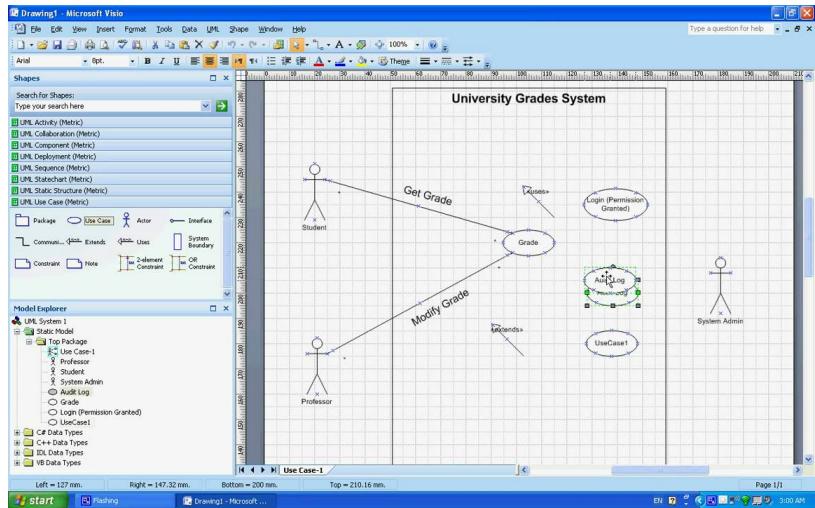 Drawing1 - Microsoft Visio
File Edit View Insert Format Tools Data UML Shape Window Help
Type a question for help
100%
Arial 8pt. B I U Theme
Shapes
Search for Shapes:
Type your search here
UML Activity (Metric)
UML Collaboration (Metric)
UML Component (Metric)
UML Deployment (Metric)
UML Sequence (Metric)
UML Statechart (Metric)
UML Static Structure (Metric)
UML Use Case (Metric)
Package Use Case Actor Interface
Communi... Extends Uses System Boundary
Constraint Note 2-element Constraint OR Constraint
Model Explorer
UML System 1
Static Model
Top Package
Use Case-1
Professor
Student
System Admin
Audit Log
Grade
Login (Permission Granted)
UseCase1
C# Data Types
C++ Data Types
IDL Data Types
VB Data Types
University Grades System
Student
Get Grade
«uses»
Login (Permission
Granted)
Grade
Audit Log
System Admin
Modify Grade
«extends»
UseCase1
Professor
Use Case-1
Left = 127 mm. Right = 147.32 mm. Bottom = 200 mm. Top = 210.16 mm. Page 1/1
start Flashing Drawing1 - Microsoft ... EN 3:00 AM